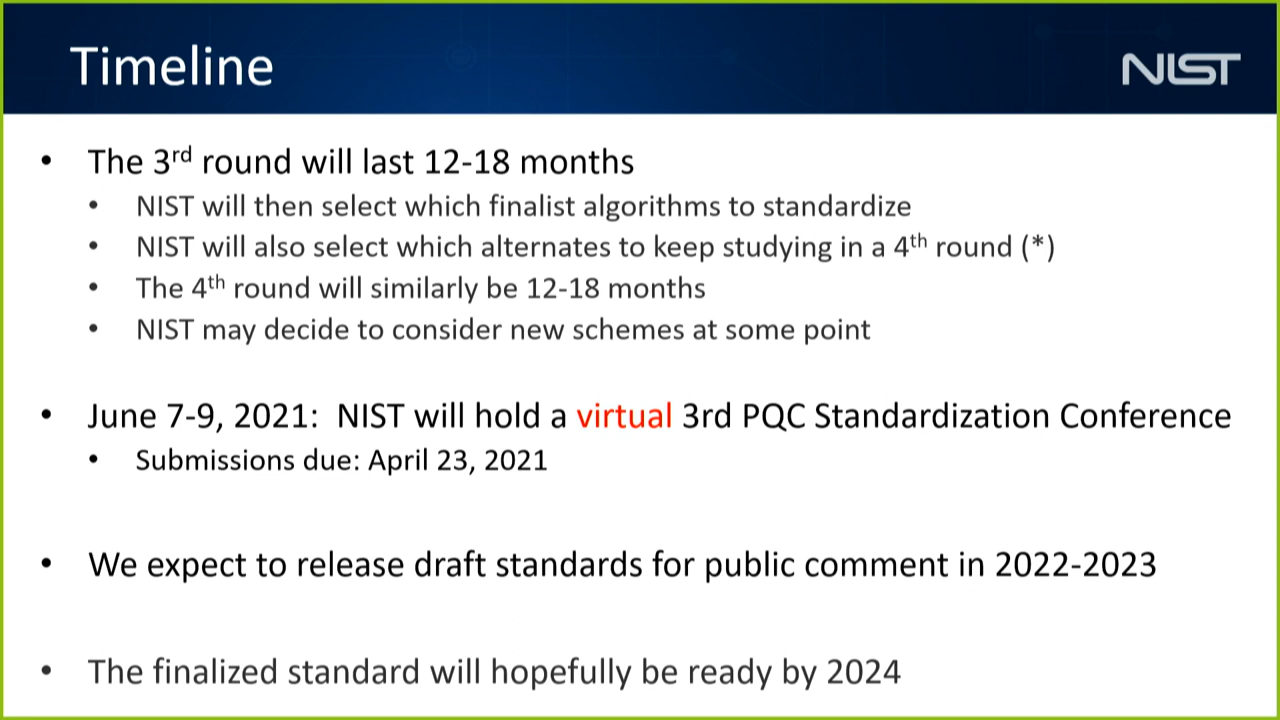 Timeline
NIST
• The 3rd round will last 12-18 months
• NIST will then select which finalist algorithms to standardize
• NIST will also select which alternates to keep studying in a 4th round (*)
• The 4th round will similarly be 12-18 months
• NIST may decide to consider new schemes at some point
• June 7-9, 2021: NIST will hold a virtual 3rd PQC Standardization Conference
• Submissions due: April 23, 2021
• We expect to release draft standards for public comment in 2022-2023
• The finalized standard will hopefully be ready by 2024